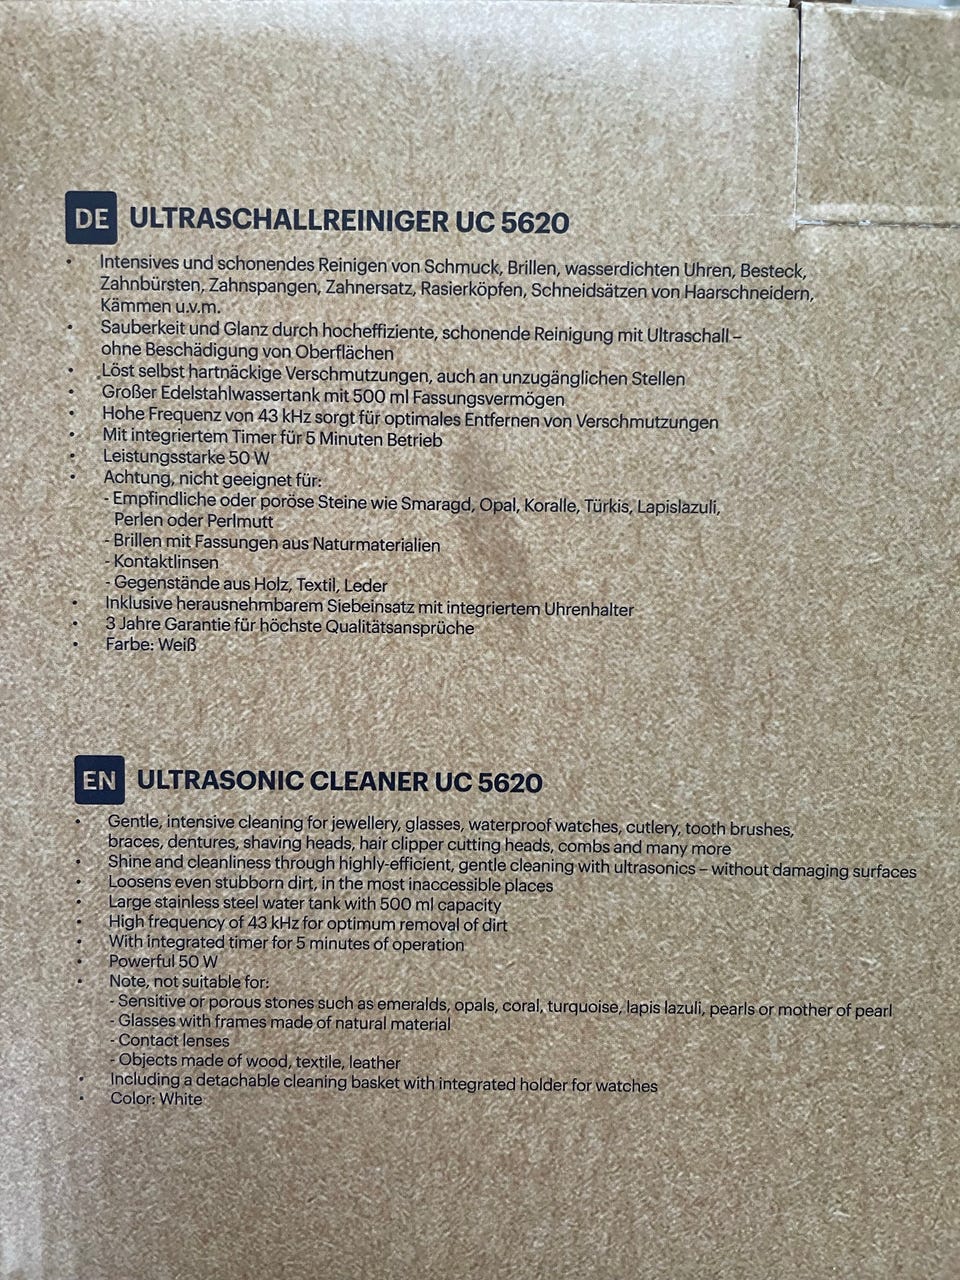 DE ULTRASCHALLREINIGER UC 5620
• Intensives und schonendes Reinigen von Schmuck, Brillen, wasserdichten Uhren, Besteck,
Zahnbürsten, Zahnspangen, Zahnersatz, Rasierköpfen, Schneidsätzen von Haarschneidern,
Kämmen u.v.m.
• Sauberkeit und Glanz durch hocheffiziente, schonende Reinigung mit Ultraschall –
ohne Beschädigung von Oberflächen
• Löst selbst hartnäckige Verschmutzungen, auch an unzugänglichen Stellen
• Großer Edelstahlwassertank mit 500 ml Fassungsvermögen
• Hohe Frequenz von 43 kHz sorgt für optimales Entfernen von Verschmutzungen
• Mit integriertem Timer für 5 Minuten Betrieb
• Leistungsstarke 50 W
• Achtung, nicht geeignet für:
- Empfindliche oder poröse Steine wie Smaragd, Opal, Koralle, Türkis, Lapislazuli,
Perlen oder Perlmutt
- Brillen mit Fassungen aus Naturmaterialien
- Kontaktlinsen
- Gegenstände aus Holz, Textil, Leder
• Inklusive herausnehmbarem Siebeinsatz mit integriertem Uhrenhalter
• 3 Jahre Garantie für höchste Qualitätsansprüche
• Farbe: Weiß
EN ULTRASONIC CLEANER UC 5620
• Gentle, intensive cleaning for jewellery, glasses, waterproof watches, cutlery, tooth brushes,
braces, dentures, shaving heads, hair clipper cutting heads, combs and many more
• Shine and cleanliness through highly-efficient, gentle cleaning with ultrasonics – without damaging surfaces
• Loosens even stubborn dirt, in the most inaccessible places
• Large stainless steel water tank with 500 ml capacity
• High frequency of 43 kHz for optimum removal of dirt
• With integrated timer for 5 minutes of operation
• Powerful 50 W
• Note, not suitable for:
- Sensitive or porous stones such as emeralds, opals, coral, turquoise, lapis lazuli, pearls or mother of pearl
- Glasses with frames made of natural material
- Contact lenses
- Objects made of wood, textile, leather
• Including a detachable cleaning basket with integrated holder for watches
• Color: White